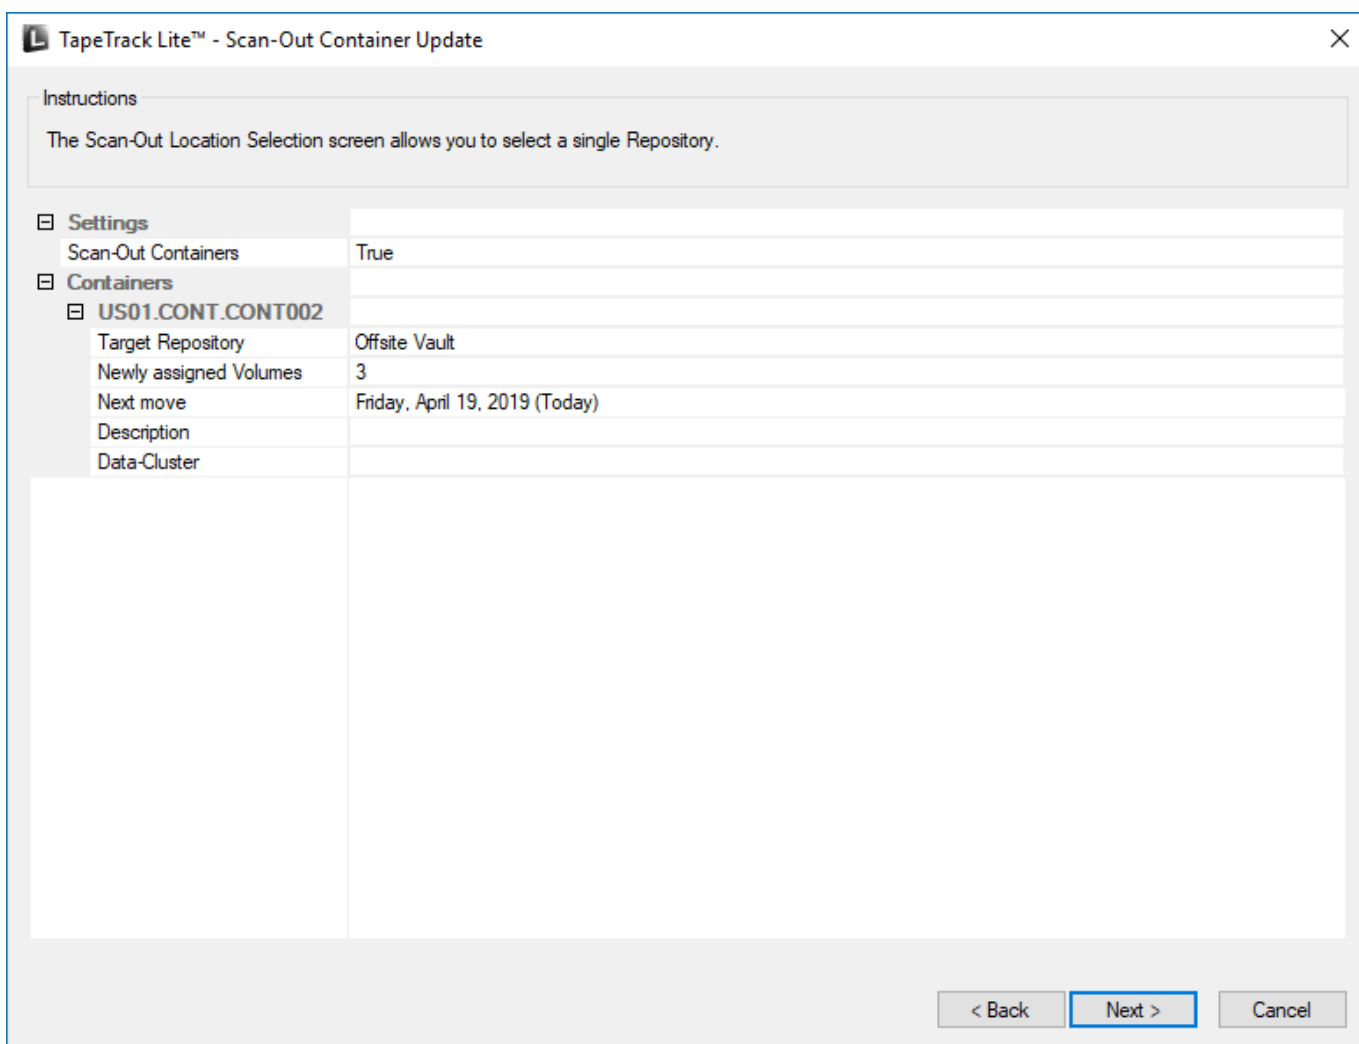 TapeTrack Lite™ - Scan-Out Container Update
Instructions
The Scan-Out Location Selection screen allows you to select a single Repository.
Settings
Scan-Out Containers True
Containers
US01.CONT.CONT002
Target Repository Offsite Vault
Newly assigned Volumes 3
Next move Friday, April 19, 2019 (Today)
Description
Data-Cluster
< Back Next > Cancel